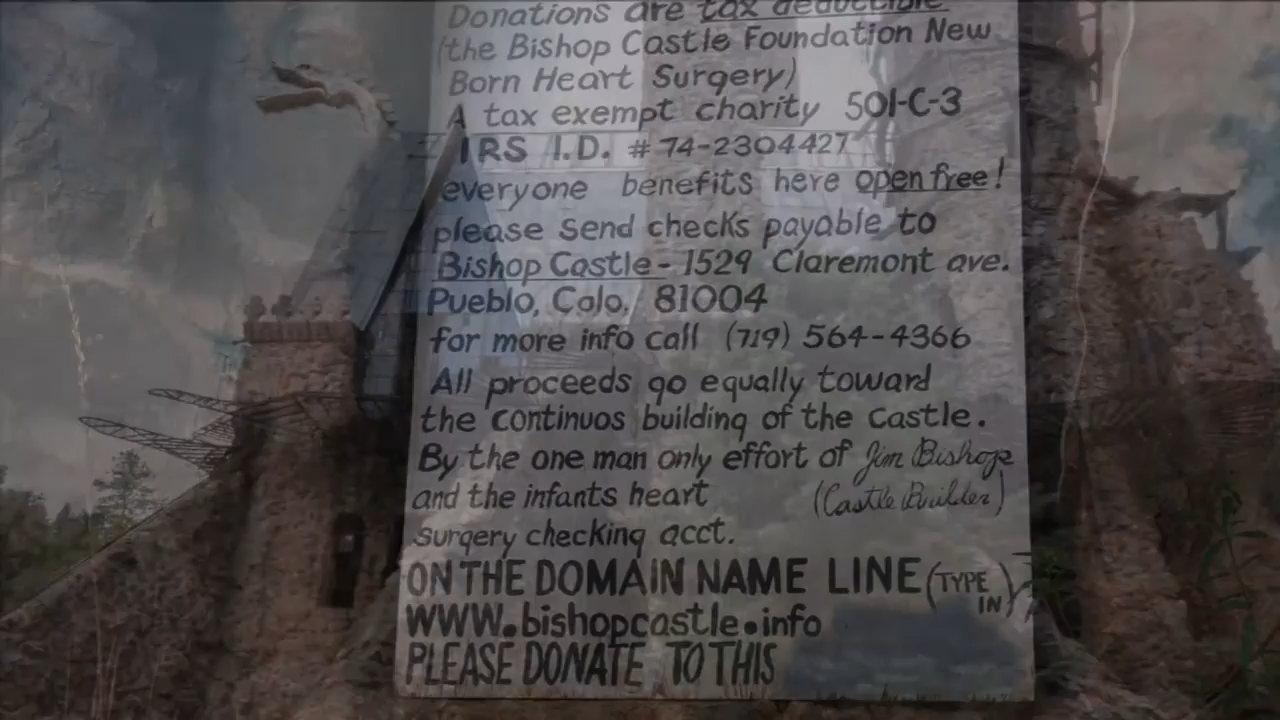 Donations are tax deductible
(the Bishop Castle Foundation New
Born Heart Surgery)
A tax exempt charity 501-C-3
IRS I.D. # 74-2304427
everyone benefits here open free!
please send checks payable to
Bishop Castle - 1529 Claremont ave.
Pueblo, Colo. 81004
for more info call (719) 564-4366
All proceeds go equally toward
the continuos building of the castle.
By the one man only effort of Jim Bishop
and the infants heart (Castle Builder)
surgery checking acct.
ON THE DOMAIN NAME LINE (TYPE IN)
WWW.bishopcastle.info
PLEASE DONATE TO THIS